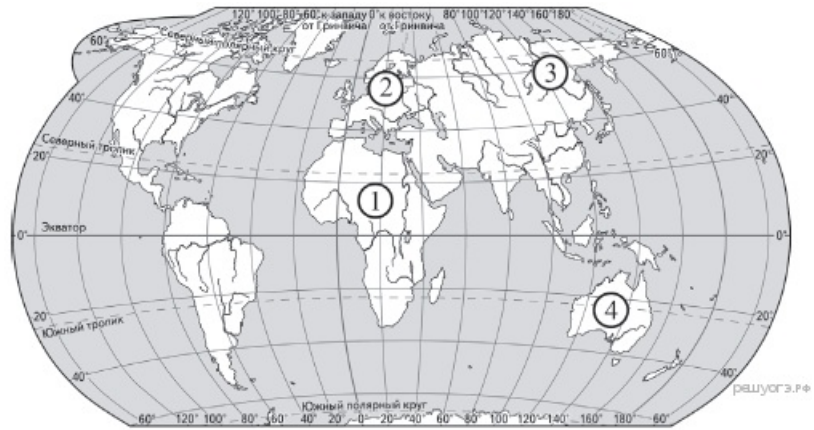 120° 100° 80° 60° к западу 0° к востоку 80° 100° 120° 140° 160° 180°
от Гринвича от Гринвича
60° Северный полярный круг 60°
3
2
40° 40°
Северный тропик
20° 20°
1
Экватор
0° 0°
4
20° 20°
Южный тропик
40° 40°
решуогэ.рф
Южный полярный круг
60° 120° 100° 80° 60° 40° 20° 0° 20° 40° 60° 80° 100° 120° 140° 160° 180° 60°